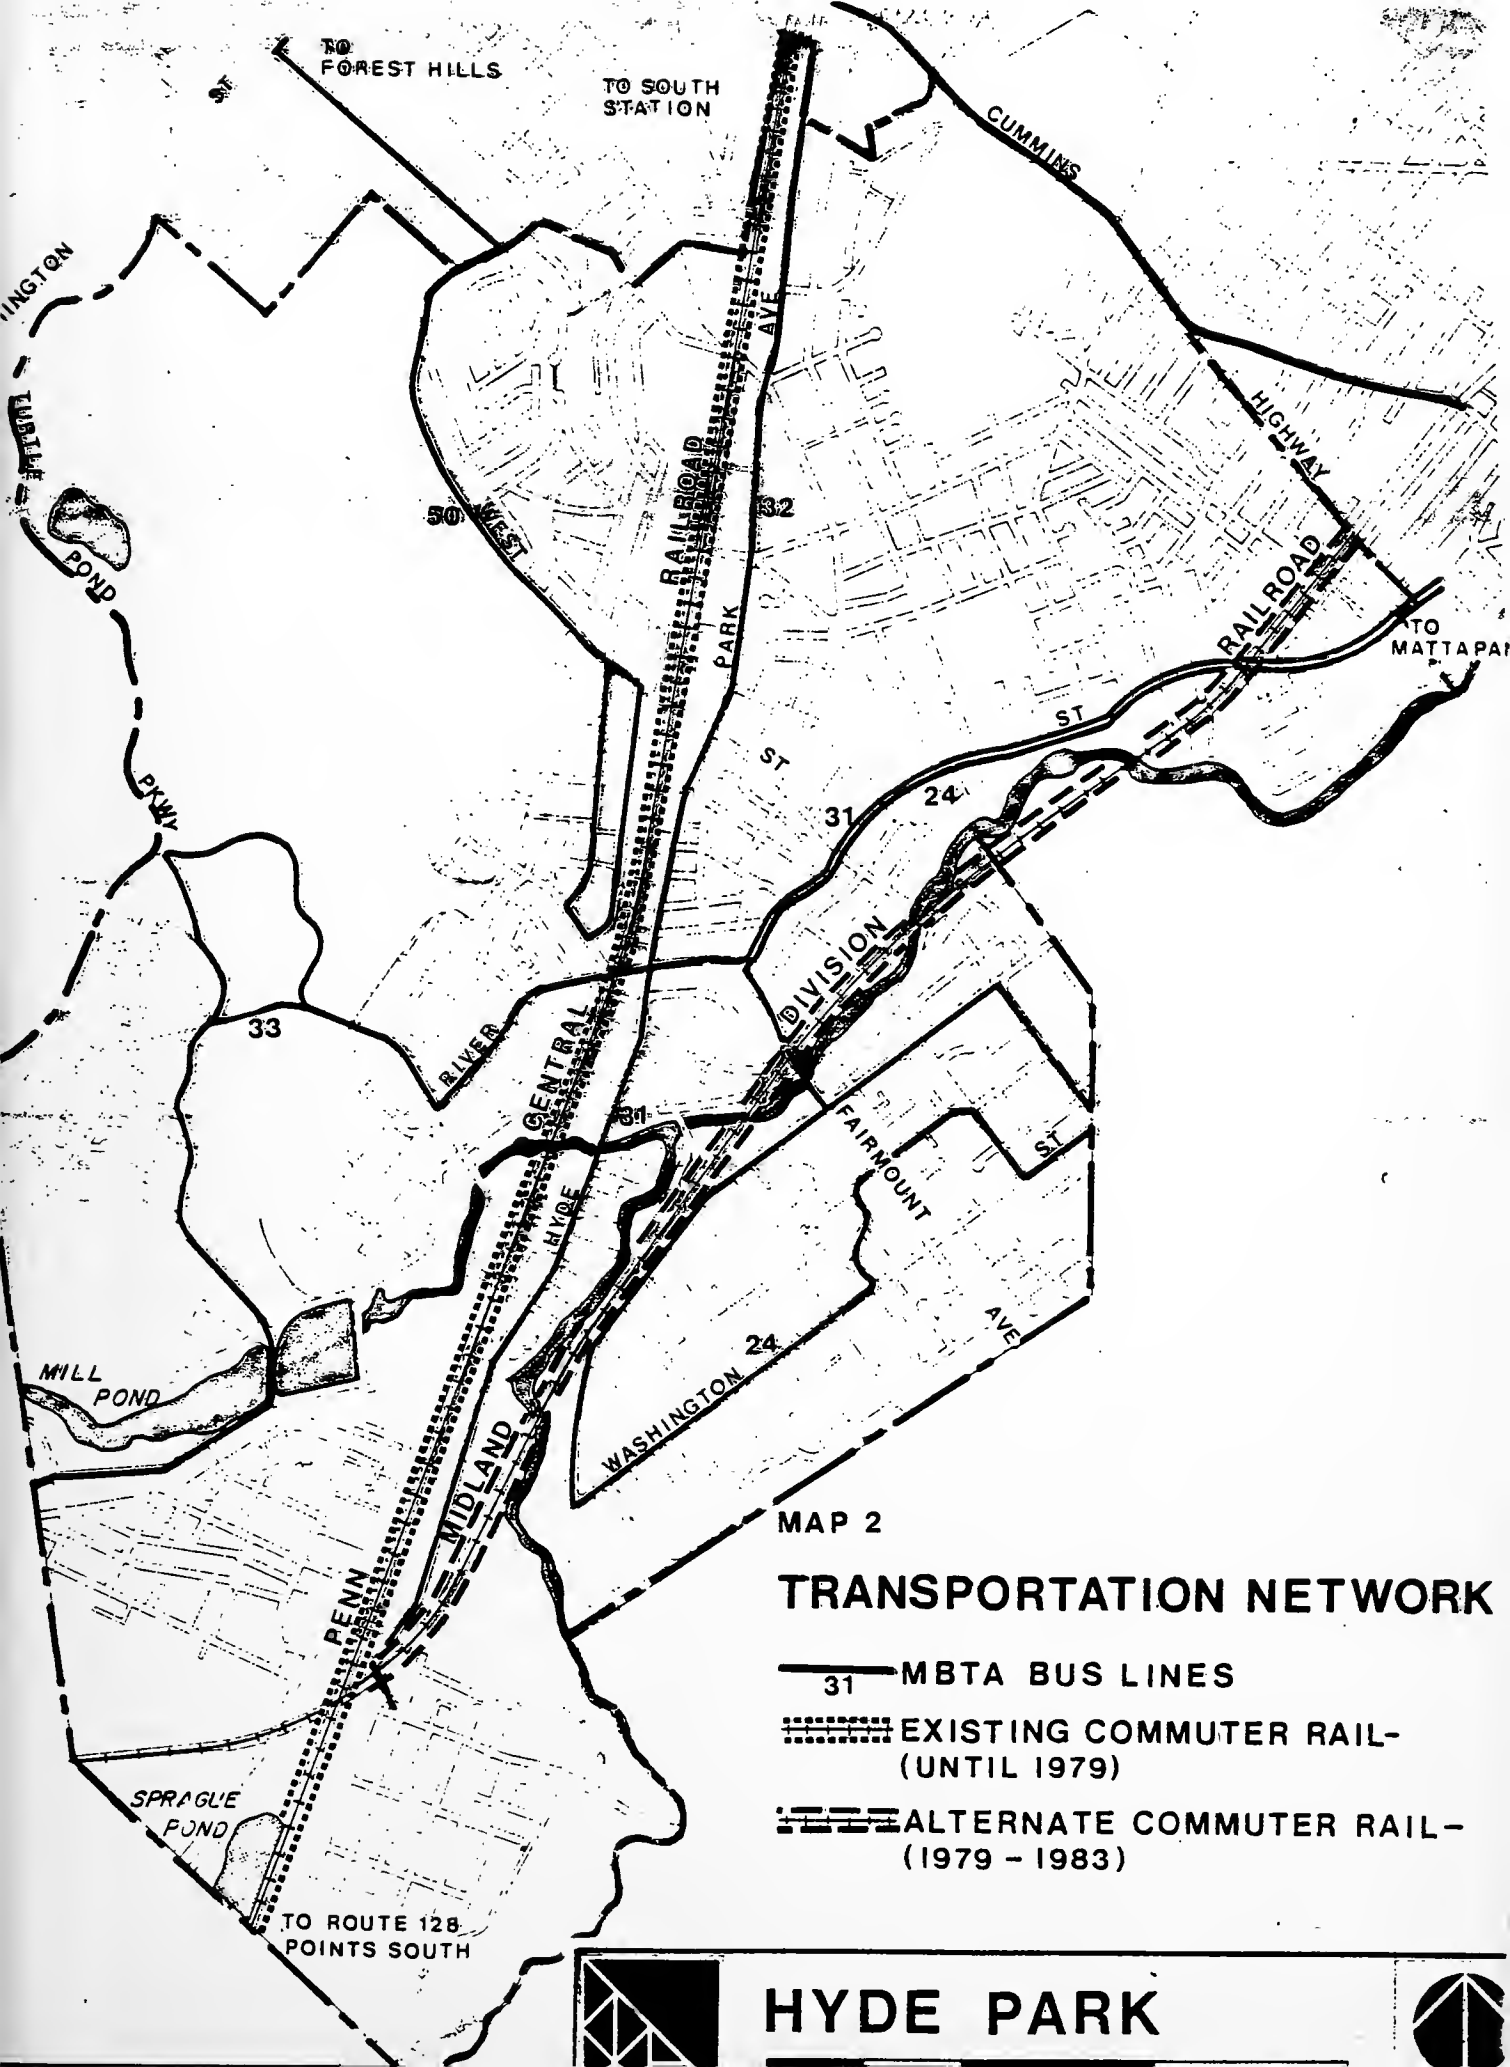 TO
FOREST HILLS
ST
TO SOUTH
STATION
CUMMINS
HIGHWAY
AVE
RAILROAD
PARK
32
50
WEST
POND
PKWY
RAILROAD
TO
MATTAPAN
ST
ST
31
24
DIVISION
33
RIVER
CENTRAL
31
HYDE
FAIRMOUNT
ST
AVE
24
WASHINGTON
MILL
POND
MIDLAND
PENN
SPRAGUE
POND
TO ROUTE 128
POINTS SOUTH
MAP 2
TRANSPORTATION NETWORK
31 MBTA BUS LINES
EXISTING COMMUTER RAIL-
(UNTIL 1979)
ALTERNATE COMMUTER RAIL-
(1979 - 1983)
HYDE PARK